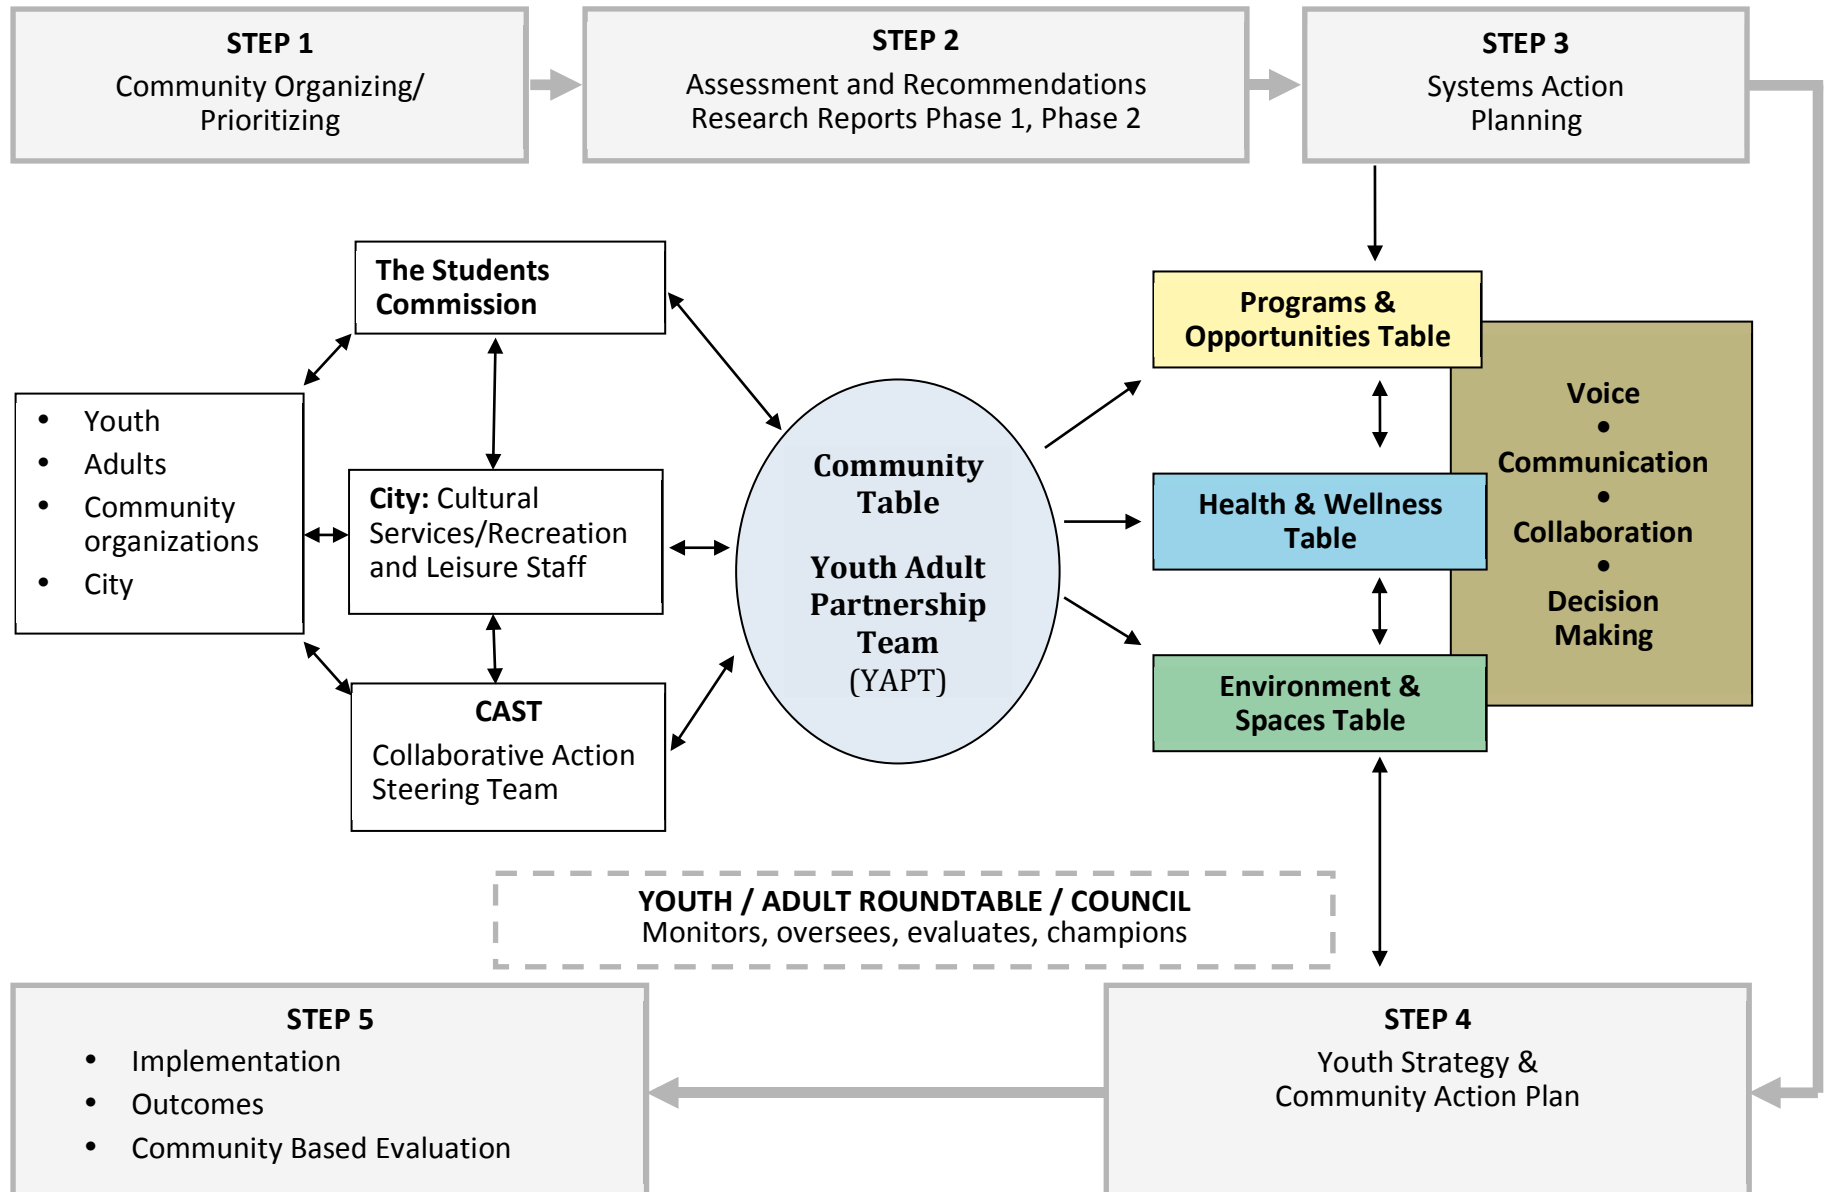 STEP 1
Community Organizing/
Prioritizing
STEP 2
Assessment and Recommendations
Research Reports Phase 1, Phase 2
STEP 3
Systems Action
Planning
The Students
Commission
• Youth
• Adults
• Community
organizations
• City
City: Cultural
Services/Recreation
and Leisure Staff
CAST
Collaborative Action
Steering Team
Community
Table
Youth Adult
Partnership
Team
(YAPT)
Programs &
Opportunities Table
Health & Wellness
Table
Environment &
Spaces Table
Voice
•
Communication
•
Collaboration
•
Decision
Making
YOUTH / ADULT ROUNDTABLE / COUNCIL
Monitors, oversees, evaluates, champions
STEP 5
• Implementation
• Outcomes
• Community Based Evaluation
STEP 4
Youth Strategy &
Community Action Plan